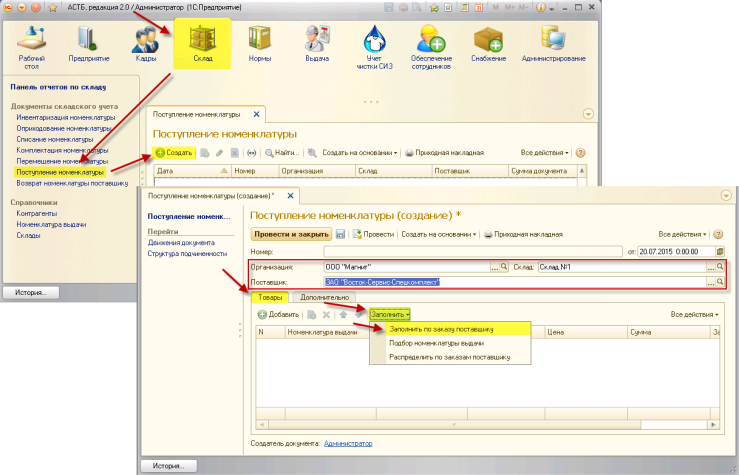 АСТБ, редакция 2.0 / Администратор (1С:Предприятие)
M M+ M-
Рабочий стол
Предприятие
Кадры
Склад
Нормы
Выдача
Учет чистки СИЗ
Обеспечение сотрудников
Снабжение
Администрирование
Панель отчетов по складу
Документы складского учета
Инвентаризация номенклатуры
Оприходование номенклатуры
Списание номенклатуры
Комплектация номенклатуры
Перемещение номенклатуры
Поступление номенклатуры
Возврат номенклатуры поставщику
Справочники
Контрагенты
Номенклатура выдачи
Склады
История...
Поступление номенклатуры
Поступление номенклатуры
Создать Найти... Создать на основании Приходная накладная Все действия
Дата Номер Организация Склад Поставщик Сумма документа
Поступление номенклатуры (создание) *
Поступление номенк...
Перейти
Движения документа
Структура подчиненности
Поступление номенклатуры (создание) *
Провести и закрыть Провести Создать на основании Приходная накладная Все действия
Номер: от: 20.07.2015 0:00:00
Организация: ООО "Магнит" ... Склад: Склад №1 ...
Поставщик: ЗАО "Восток-Сервис-Спецкомплект" ...
Товары Дополнительно
Добавить Заполнить Все действия
N Номенклатура выдачи Цена Сумма За
Заполнить по заказу поставщику
Подбор номенклатуры выдачи
Распределить по заказам поставщику
Создатель документа: Администратор
История...